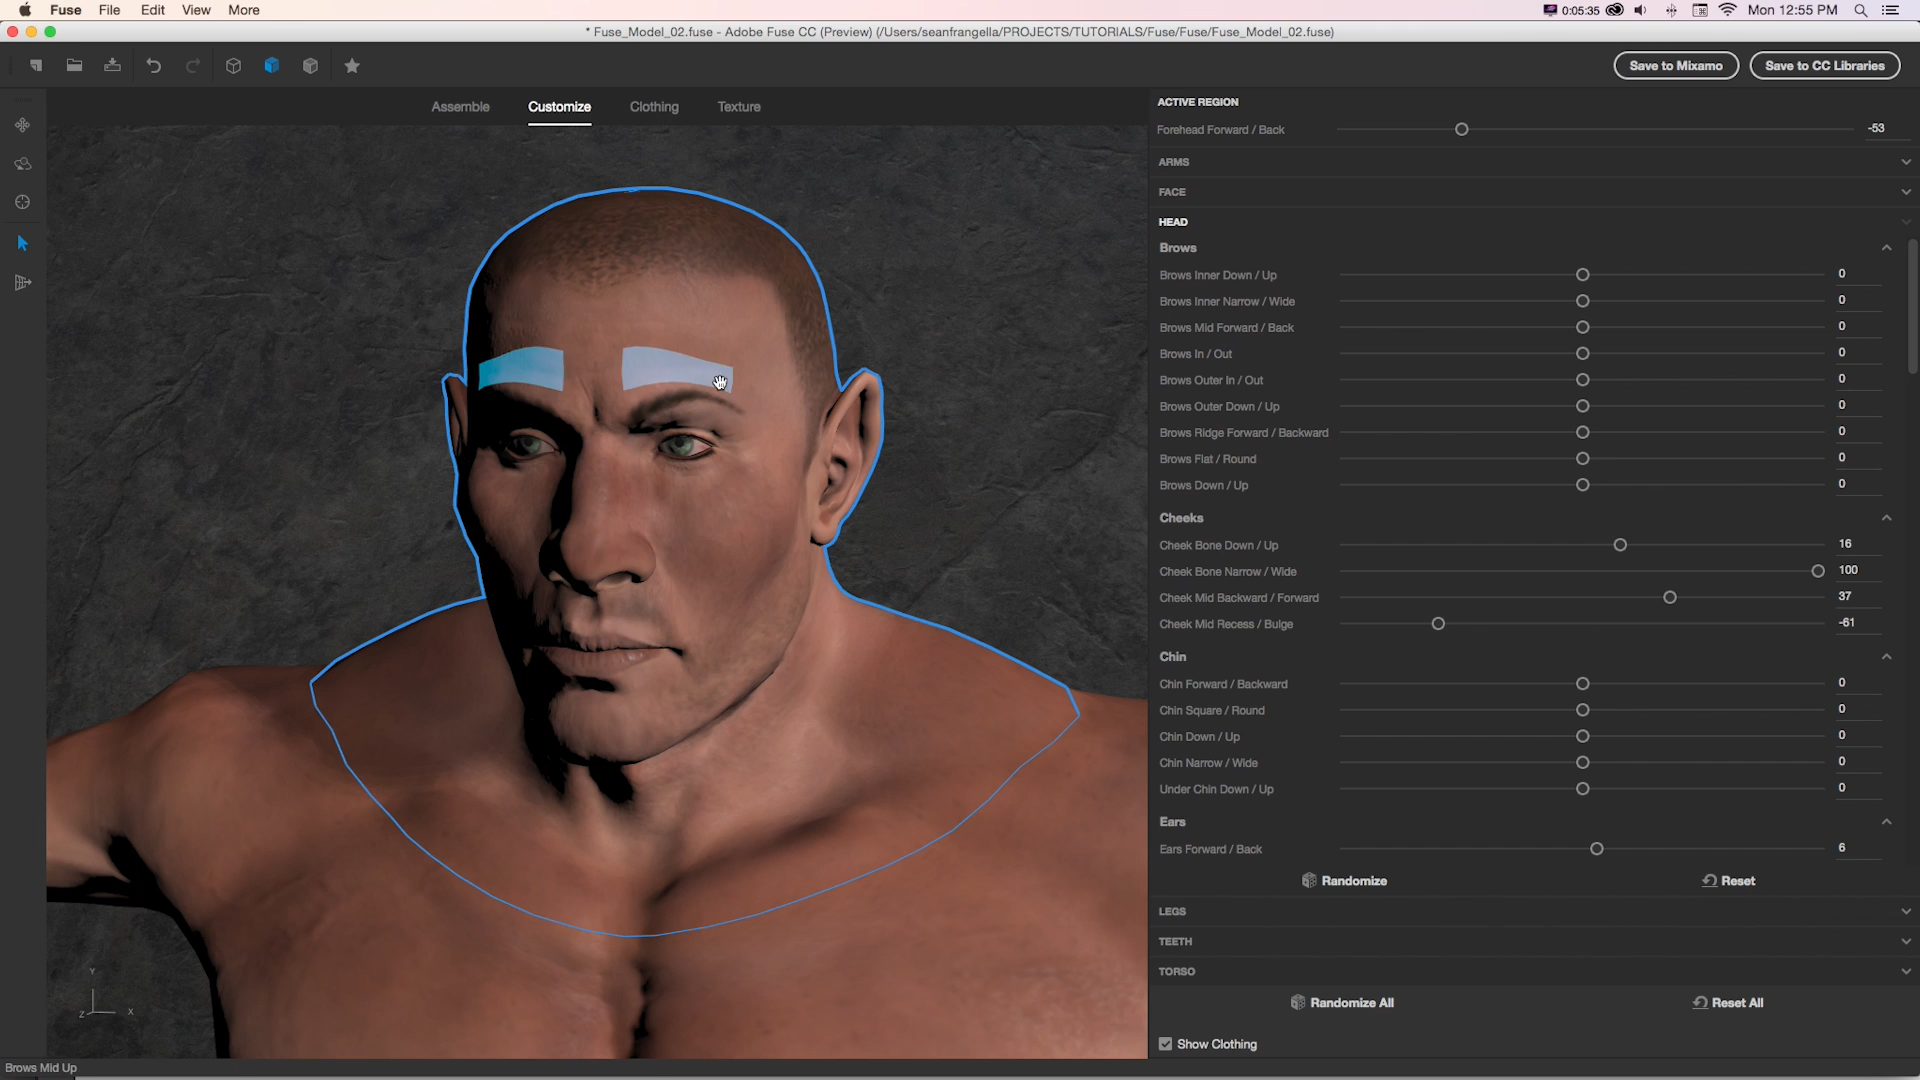 Fuse File Edit View More 0:05:35 Mon 12:55 PM
* Fuse_Model_02.fuse - Adobe Fuse CC (Preview) (/Users/seanfrangella/PROJECTS/TUTORIALS/Fuse/Fuse/Fuse_Model_02.fuse)
Save to Mixamo Save to CC Libraries
Assemble Customize Clothing Texture
ACTIVE REGION
Forehead Forward / Back -53
ARMS
FACE
HEAD
Brows
Brows Inner Down / Up 0
Brows Inner Narrow / Wide 0
Brows Mid Forward / Back 0
Brows In / Out 0
Brows Outer In / Out 0
Brows Outer Down / Up 0
Brows Ridge Forward / Backward 0
Brows Flat / Round 0
Brows Down / Up 0
Cheeks
Cheek Bone Down / Up 16
Cheek Bone Narrow / Wide 100
Cheek Mid Backward / Forward 37
Cheek Mid Recess / Bulge -61
Chin
Chin Forward / Backward 0
Chin Square / Round 0
Chin Down / Up 0
Chin Narrow / Wide 0
Under Chin Down / Up 0
Ears
Ears Forward / Back 6
Randomize Reset
LEGS
TEETH
TORSO
Randomize All Reset All
Show Clothing
Y
Z X
Brows Mid Up